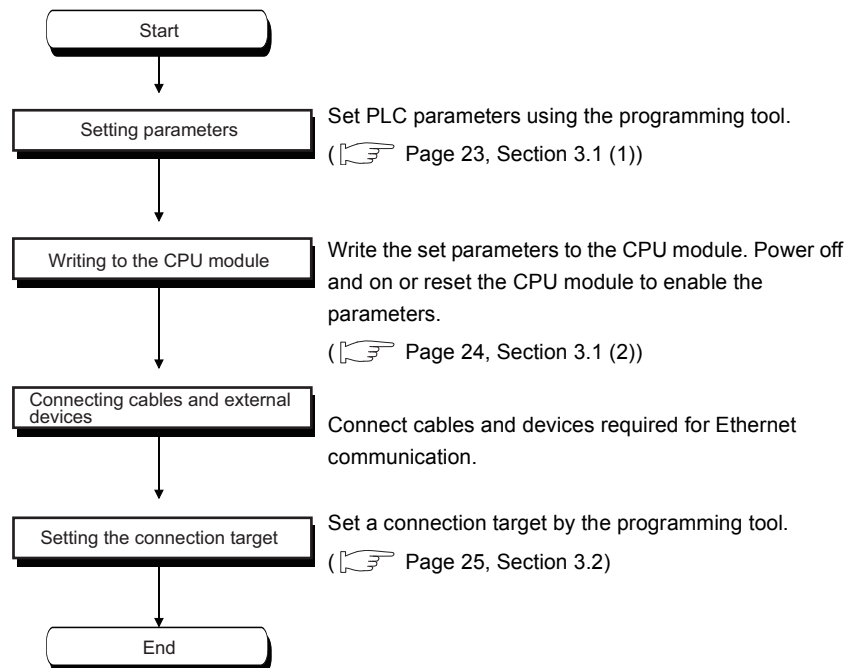 Start
Setting parameters
Set PLC parameters using the programming tool.
( Page 23, Section 3.1 (1))
Writing to the CPU module
Write the set parameters to the CPU module. Power off
and on or reset the CPU module to enable the
parameters.
( Page 24, Section 3.1 (2))
Connecting cables and external
devices
Connect cables and devices required for Ethernet
communication.
Setting the connection target
Set a connection target by the programming tool.
( Page 25, Section 3.2)
End